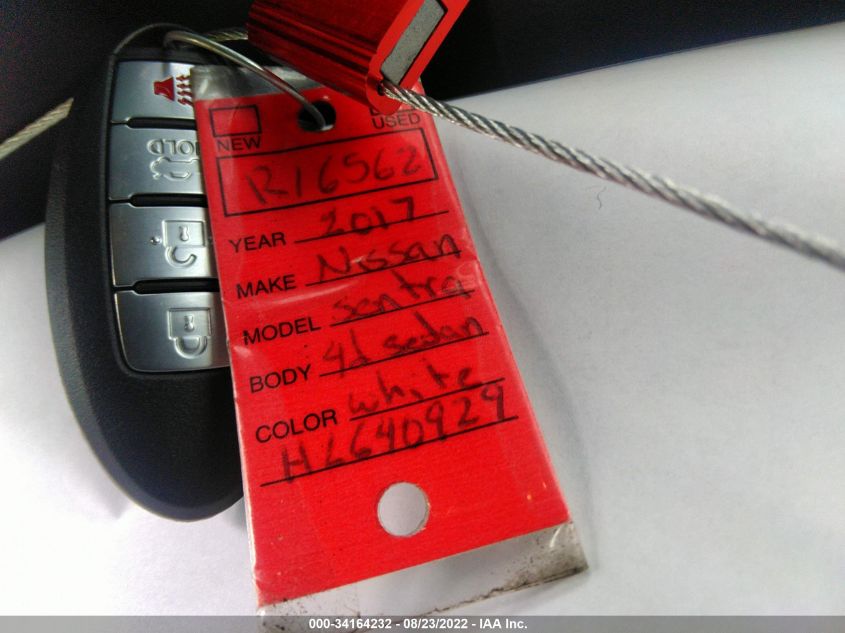 HOLD
NEW USED
R16562
YEAR 2017
MAKE Nissan
MODEL sentra
BODY 4d sedan
COLOR white
HL640929
000-34164232 - 08/23/2022 - IAA Inc.